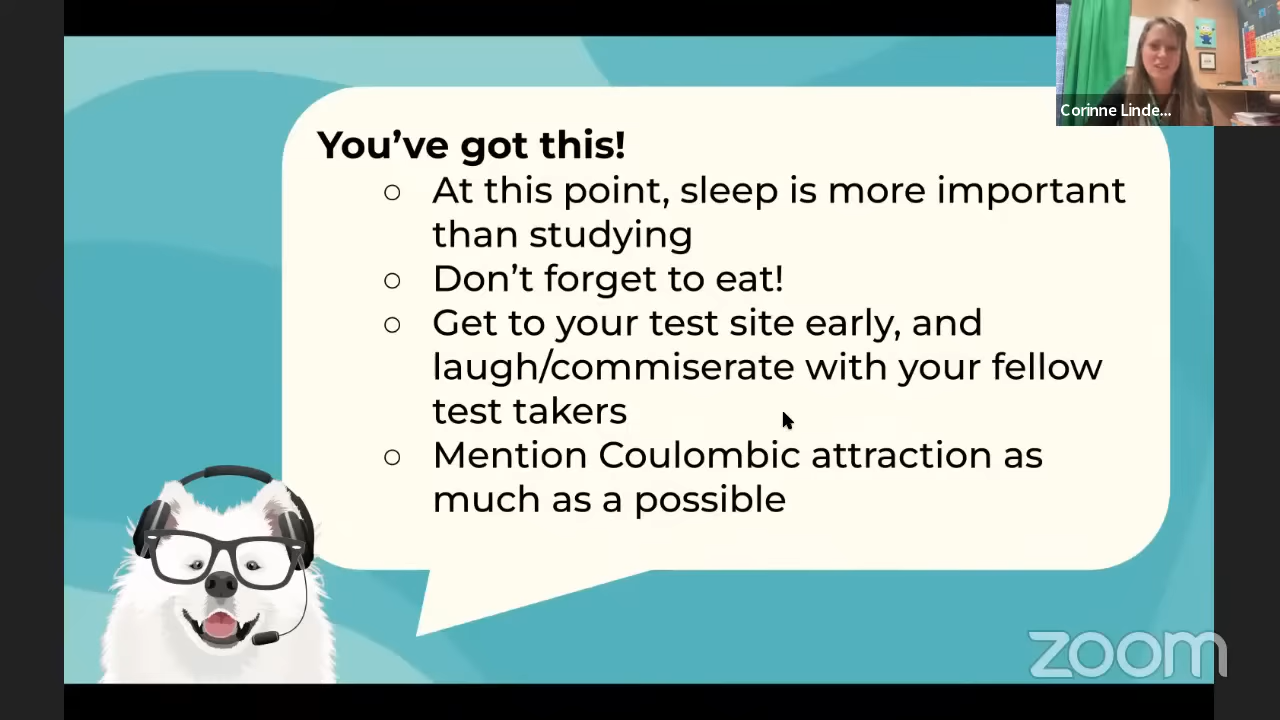 You’ve got this!
○ At this point, sleep is more important
than studying
○ Don’t forget to eat!
○ Get to your test site early, and
laugh/commiserate with your fellow
test takers
○ Mention Coulombic attraction as
much as a possible
Corinne Linde...
zoom